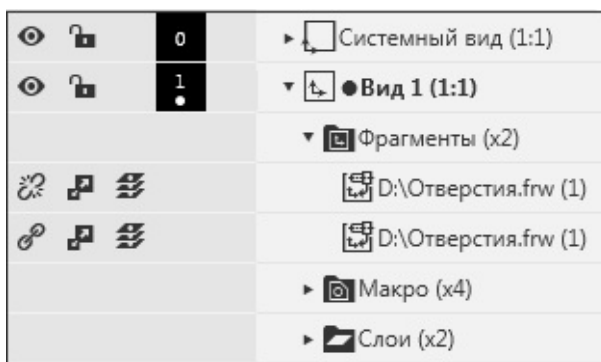 0 Системный вид (1:1)
1 Вид 1 (1:1)
Фрагменты (x2)
D:\Отверстия.frw (1)
D:\Отверстия.frw (1)
Макро (x4)
Слои (x2)